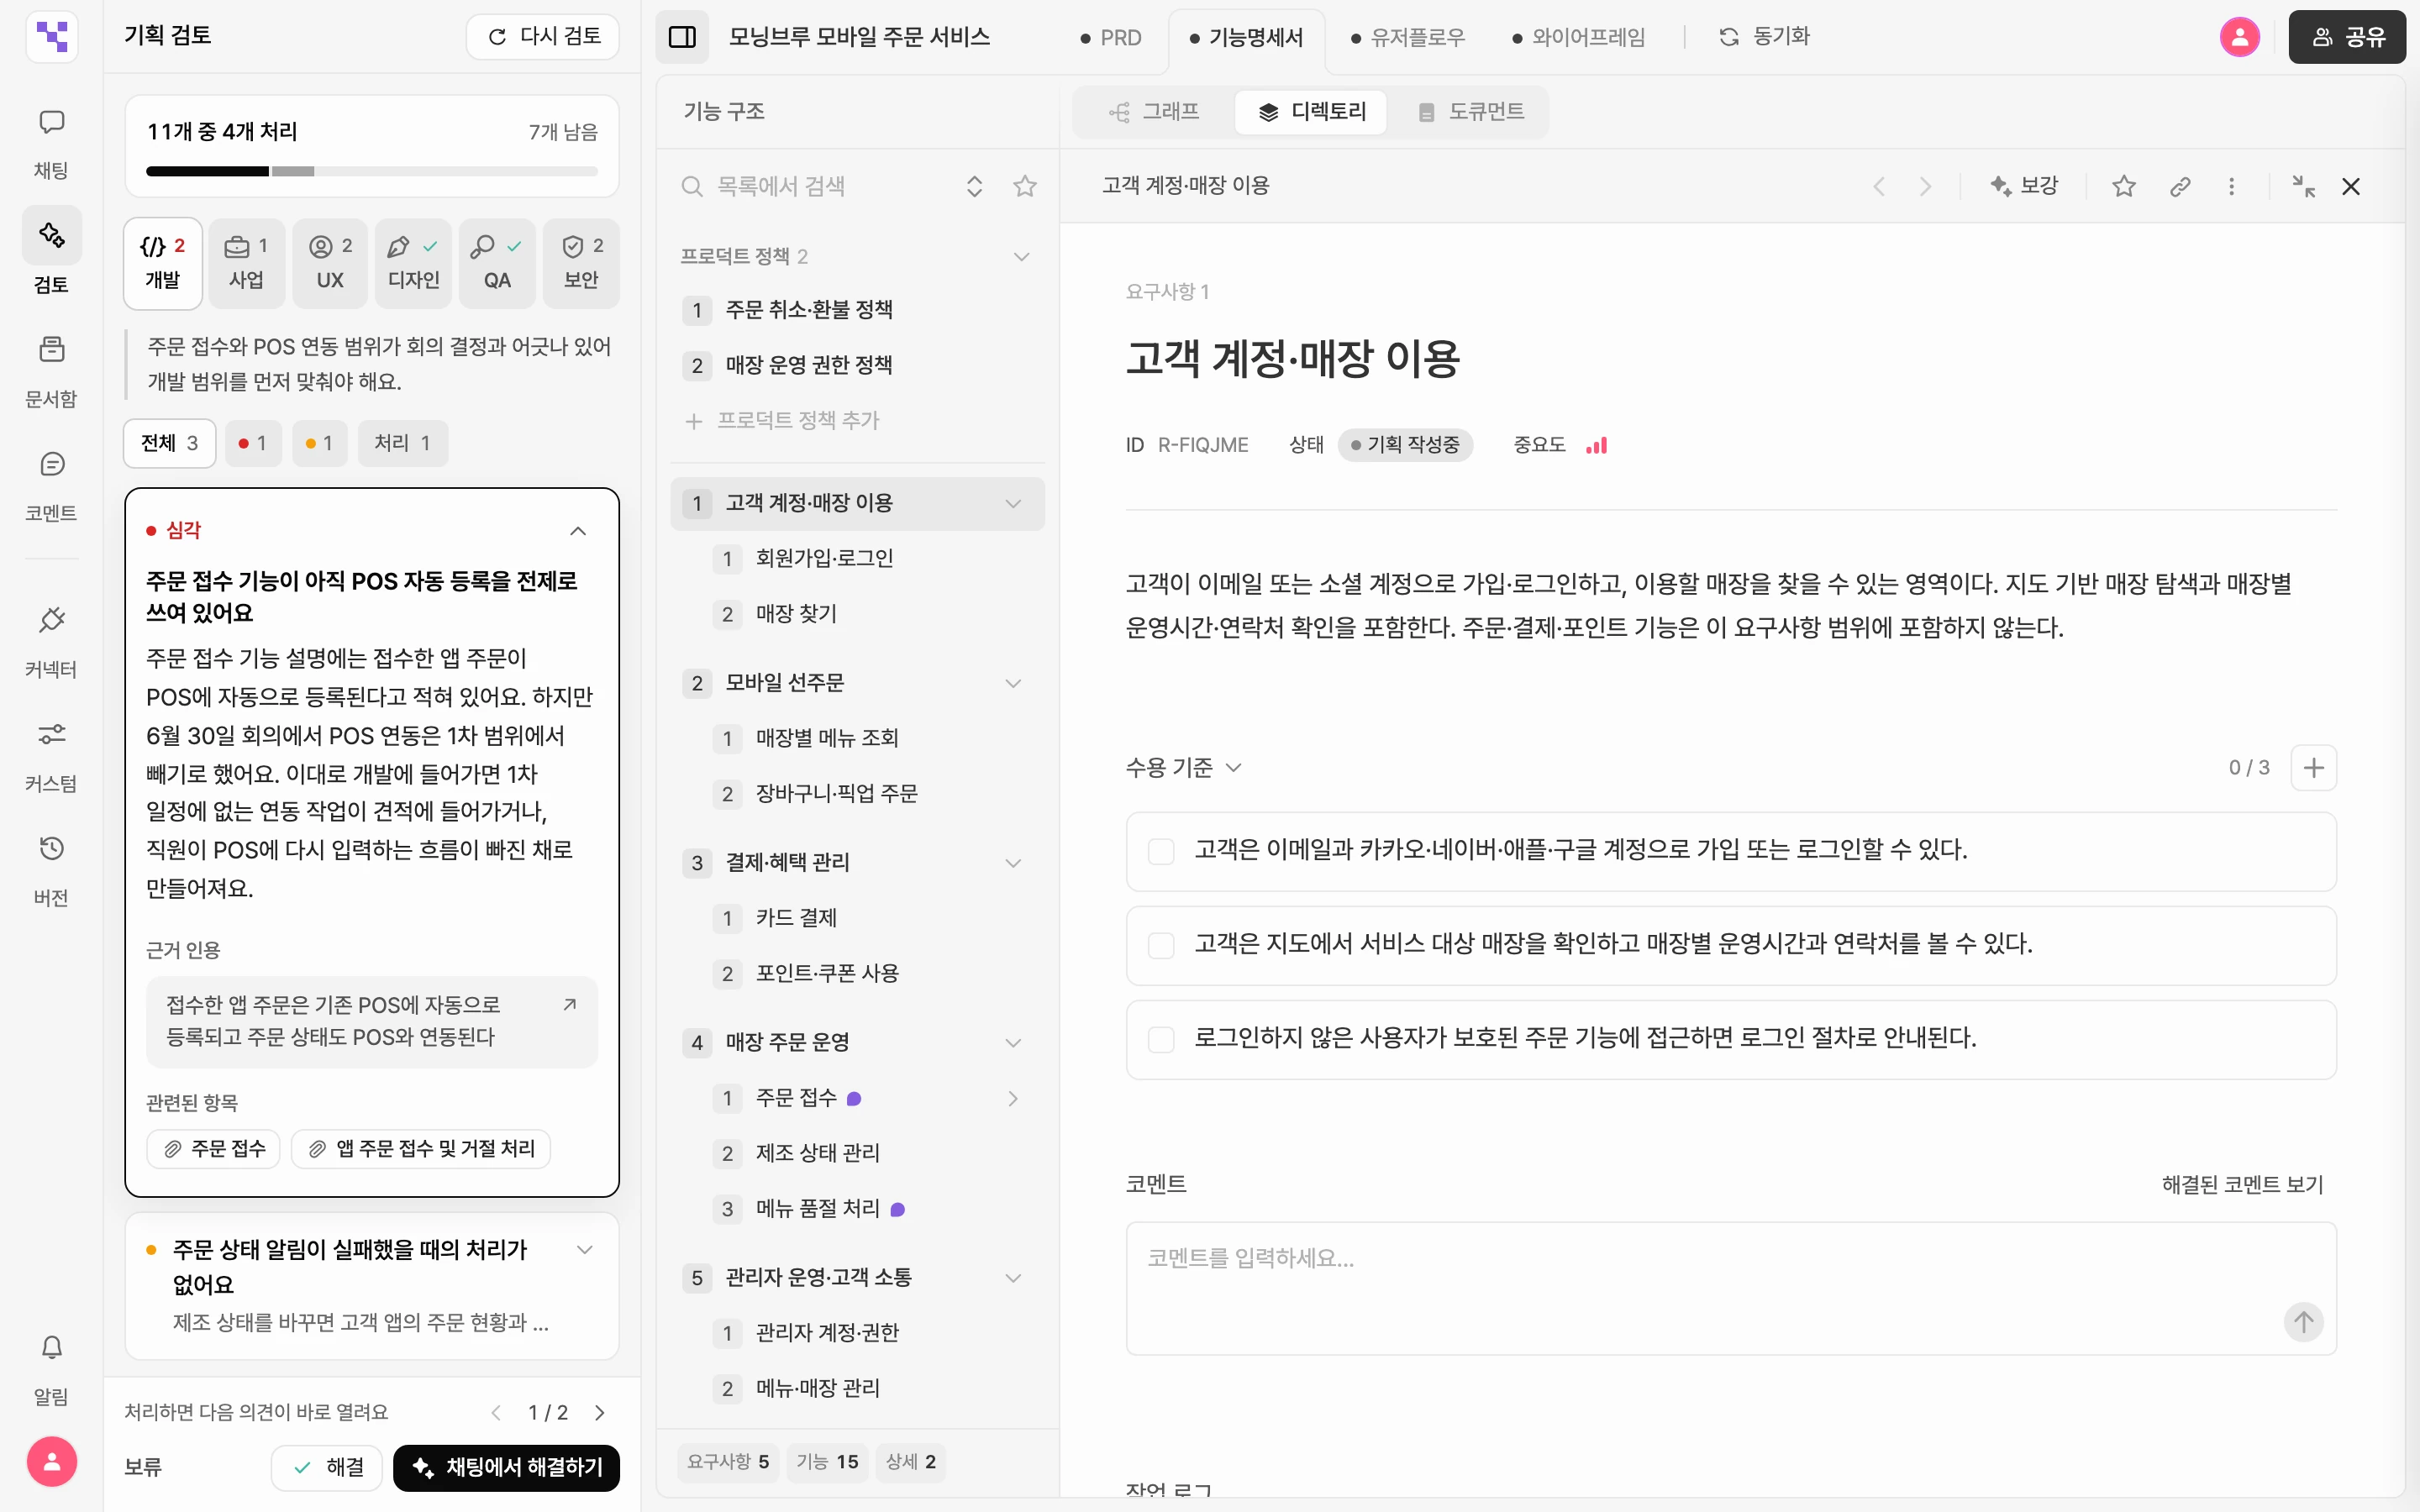 기획 검토
다시 검토
모닝브루 모바일 주문 서비스
PRD
기능명세서
유저플로우
와이어프레임
동기화
공유
채팅
검토
문서함
코멘트
커넥터
커스텀
버전
알림
11개 중 4개 처리
7개 남음
2
개발
1
사업
2
UX
디자인
QA
2
보안
주문 접수와 POS 연동 범위가 회의 결정과 어긋나 있어
개발 범위를 먼저 맞춰야 해요.
전체 3
1
1
처리 1
심각
주문 접수 기능이 아직 POS 자동 등록을 전제로
쓰여 있어요
주문 접수 기능 설명에는 접수한 앱 주문이
POS에 자동으로 등록된다고 적혀 있어요. 하지만
6월 30일 회의에서 POS 연동은 1차 범위에서
빼기로 했어요. 이대로 개발에 들어가면 1차
일정에 없는 연동 작업이 견적에 들어가거나,
직원이 POS에 다시 입력하는 흐름이 빠진 채로
만들어져요.
근거 인용
접수한 앱 주문은 기존 POS에 자동으로
등록되고 주문 상태도 POS와 연동된다
관련된 항목
주문 접수
앱 주문 접수 및 거절 처리
주문 상태 알림이 실패했을 때의 처리가
없어요
제조 상태를 바꾸면 고객 앱의 주문 현황과 ...
처리하면 다음 의견이 바로 열려요
1 / 2
보류
해결
채팅에서 해결하기
기능 구조
목록에서 검색
프로덕트 정책 2
1 주문 취소·환불 정책
2 매장 운영 권한 정책
프로덕트 정책 추가
1 고객 계정·매장 이용
1 회원가입·로그인
2 매장 찾기
2 모바일 선주문
1 매장별 메뉴 조회
2 장바구니·픽업 주문
3 결제·혜택 관리
1 카드 결제
2 포인트·쿠폰 사용
4 매장 주문 운영
1 주문 접수
2 제조 상태 관리
3 메뉴 품절 처리
5 관리자 운영·고객 소통
1 관리자 계정·권한
2 메뉴·매장 관리
요구사항 5
기능 15
상세 2
그래프
디렉토리
도큐먼트
고객 계정·매장 이용
보강
요구사항 1
고객 계정·매장 이용
ID R-FIQJME
상태 기획 작성중
중요도
고객이 이메일 또는 소셜 계정으로 가입·로그인하고, 이용할 매장을 찾을 수 있는 영역이다. 지도 기반 매장 탐색과 매장별
운영시간·연락처 확인을 포함한다. 주문·결제·포인트 기능은 이 요구사항 범위에 포함하지 않는다.
수용 기준
0 / 3
고객은 이메일과 카카오·네이버·애플·구글 계정으로 가입 또는 로그인할 수 있다.
고객은 지도에서 서비스 대상 매장을 확인하고 매장별 운영시간과 연락처를 볼 수 있다.
로그인하지 않은 사용자가 보호된 주문 기능에 접근하면 로그인 절차로 안내된다.
코멘트
해결된 코멘트 보기
코멘트를 입력하세요...
작업 로그